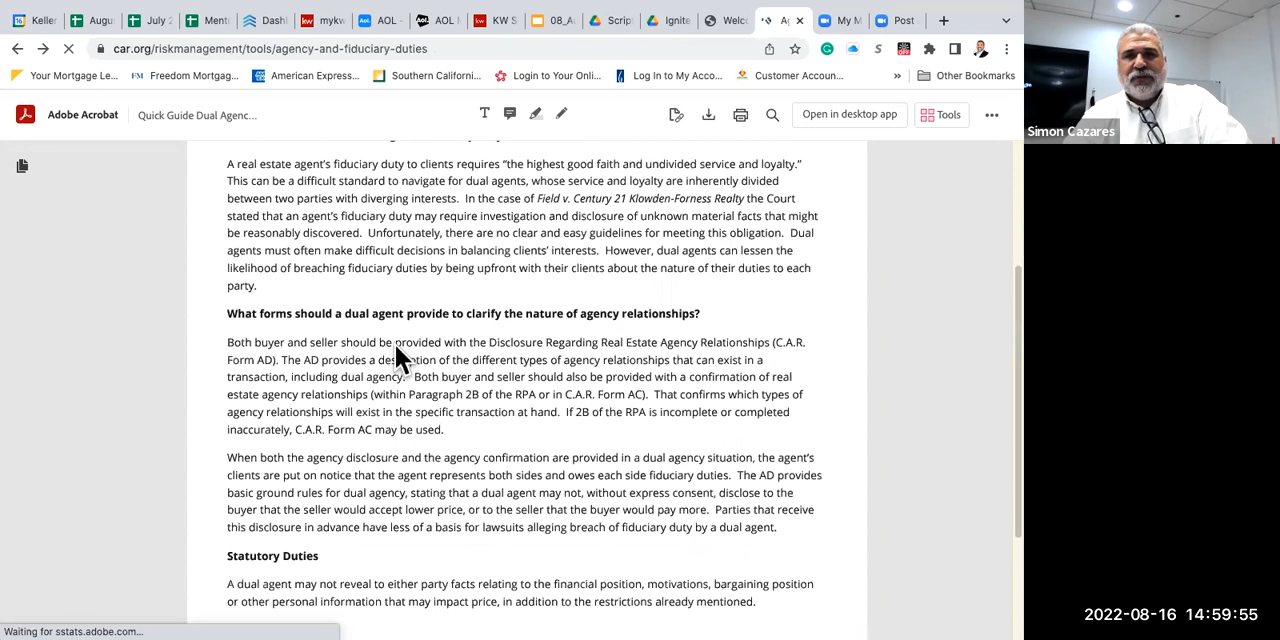 Keller
Augu
July 2
Ment
Dash
mykw
AOL -
AOL M
KW S
08_A
Scrip
Ignite
Welc
Ag
My M
Post
car.org/riskmanagement/tools/agency-and-fiduciary-duties
Your Mortgage Le...
Freedom Mortgag...
American Express...
Southern Californi...
Login to Your Onli...
Log In to My Acco...
Customer Accoun...
»
Other Bookmarks
Adobe Acrobat
Quick Guide Dual Agenc...
Open in desktop app
Tools
Simon Cazares
A real estate agent's fiduciary duty to clients requires "the highest good faith and undivided service and loyalty."
This can be a difficult standard to navigate for dual agents, whose service and loyalty are inherently divided
between two parties with diverging interests. In the case of Field v. Century 21 Klowden-Forness Realty the Court
stated that an agent's fiduciary duty may require investigation and disclosure of unknown material facts that might
be reasonably discovered. Unfortunately, there are no clear and easy guidelines for meeting this obligation. Dual
agents must often make difficult decisions in balancing clients' interests. However, dual agents can lessen the
likelihood of breaching fiduciary duties by being upfront with their clients about the nature of their duties to each
party.
What forms should a dual agent provide to clarify the nature of agency relationships?
Both buyer and seller should be provided with the Disclosure Regarding Real Estate Agency Relationships (C.A.R.
Form AD). The AD provides a description of the different types of agency relationships that can exist in a
transaction, including dual agency. Both buyer and seller should also be provided with a confirmation of real
estate agency relationships (within Paragraph 2B of the RPA or in C.A.R. Form AC). That confirms which types of
agency relationships will exist in the specific transaction at hand. If 2B of the RPA is incomplete or completed
inaccurately, C.A.R. Form AC may be used.
When both the agency disclosure and the agency confirmation are provided in a dual agency situation, the agent's
clients are put on notice that the agent represents both sides and owes each side fiduciary duties. The AD provides
basic ground rules for dual agency, stating that a dual agent may not, without express consent, disclose to the
buyer that the seller would accept lower price, or to the seller that the buyer would pay more. Parties that receive
this disclosure in advance have less of a basis for lawsuits alleging breach of fiduciary duty by a dual agent.
Statutory Duties
A dual agent may not reveal to either party facts relating to the financial position, motivations, bargaining position
or other personal information that may impact price, in addition to the restrictions already mentioned.
Waiting for sstats.adobe.com...
2022-08-16 14:59:55